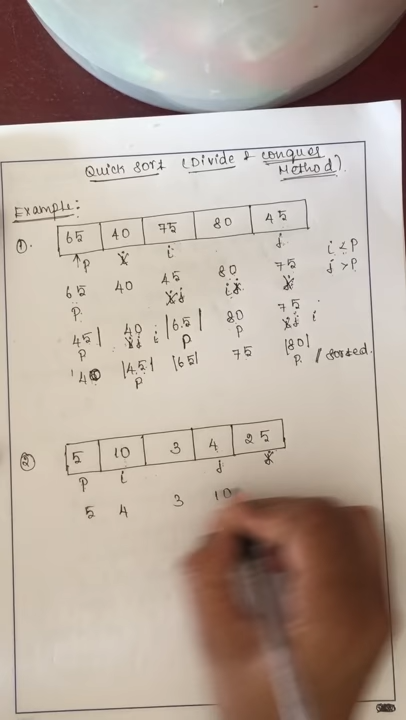 Quick Sort (Divide & Conquer
Method).
Example:
①. 65 40 75 80 45
↑P i i j i < P
65 40 45 80 75 j > P
P i j i j j
45| 40 |65| 80 75
P i j i P P i j i
40 |45| |65| 75 |80| // sorted.
P P
② 5 10 3 4 25
P i j j
5 4 3 10